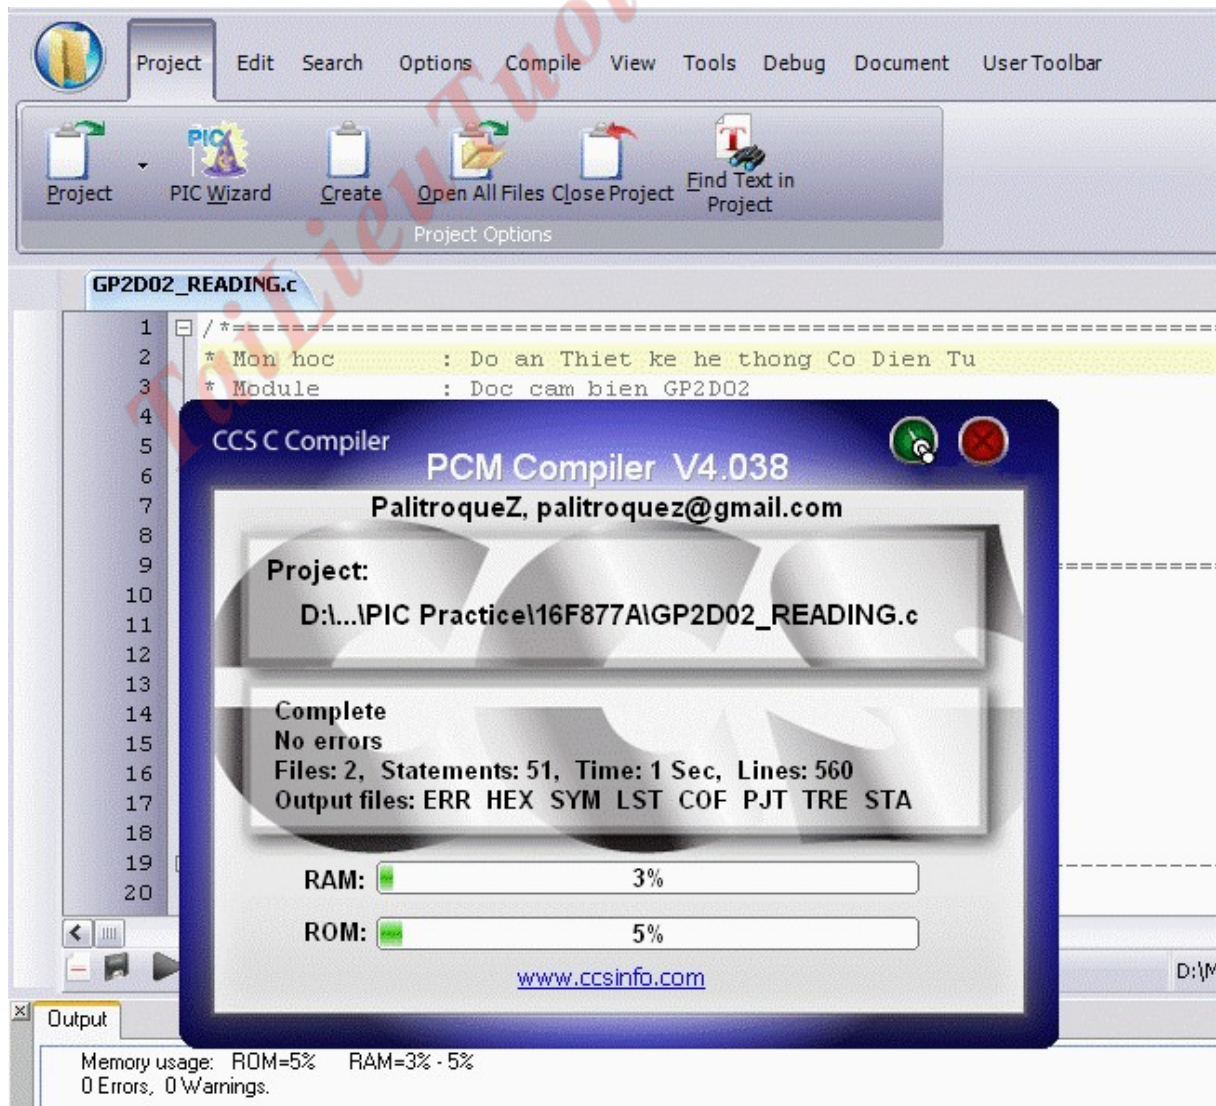 Project Edit Search Options Compile View Tools Debug Document User Toolbar
PIC
Project PIC Wizard Create Open All Files Close Project Find Text in Project
Project Options
TaiLieuTuo
GP2D02_READING.c
1 /*==========================================================
2 * Mon hoc : Do an Thiet ke he thong Co Dien Tu
3 * Module : Doc cam bien GP2D02
4
5
6
7
8
9
10
11
12
13
14
15
16
17
18
19
20
CCS C Compiler
PCM Compiler V4.038
PalitroqueZ, palitroquez@gmail.com
Project:
D:\...\PIC Practice\16F877A\GP2D02_READING.c
Complete
No errors
Files: 2, Statements: 51, Time: 1 Sec, Lines: 560
Output files: ERR HEX SYM LST COF PJT TRE STA
RAM: 3%
ROM: 5%
www.ccsinfo.com
D:\M
Output
Memory usage: ROM=5% RAM=3% - 5%
0 Errors, 0 Warnings.